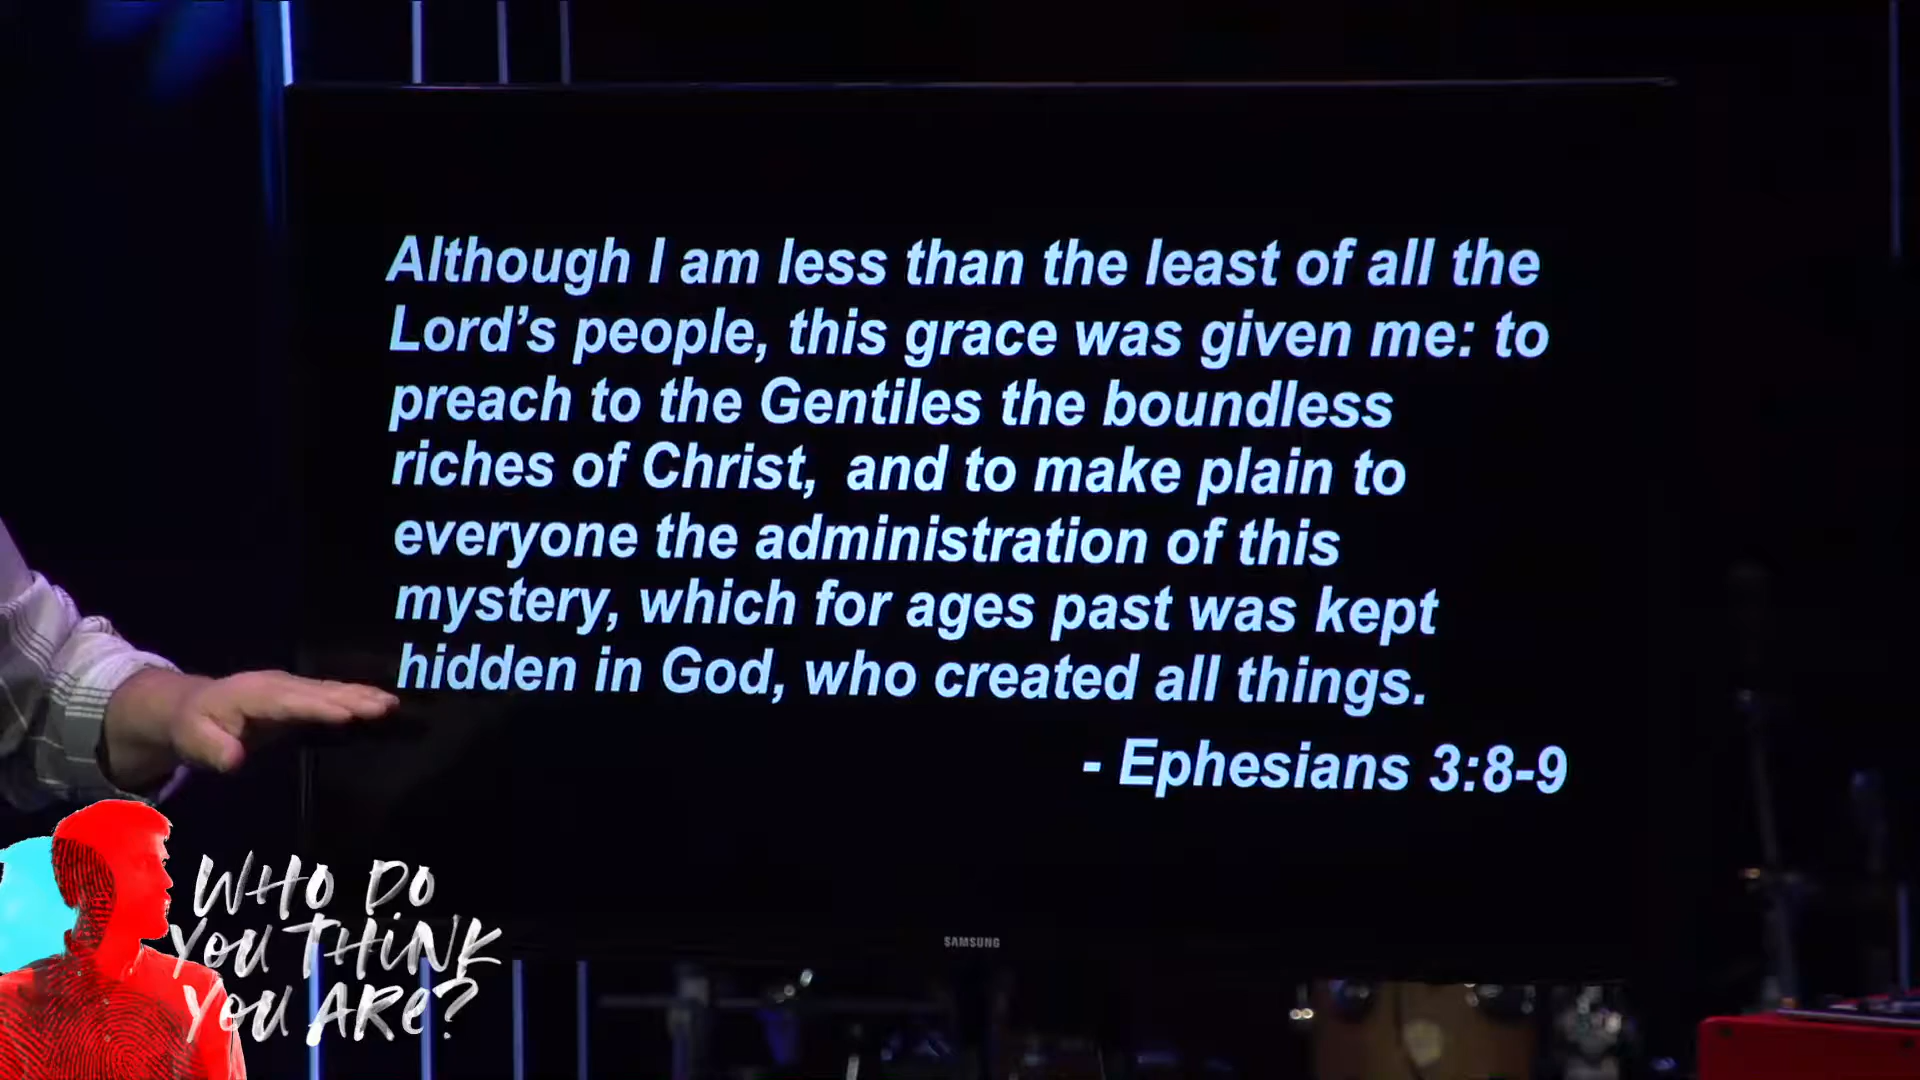 Although I am less than the least of all the
Lord’s people, this grace was given me: to
preach to the Gentiles the boundless
riches of Christ, and to make plain to
everyone the administration of this
mystery, which for ages past was kept
hidden in God, who created all things.
- Ephesians 3:8-9
SAMSUNG
WHO DO
YOU THINK
YOU ARE?